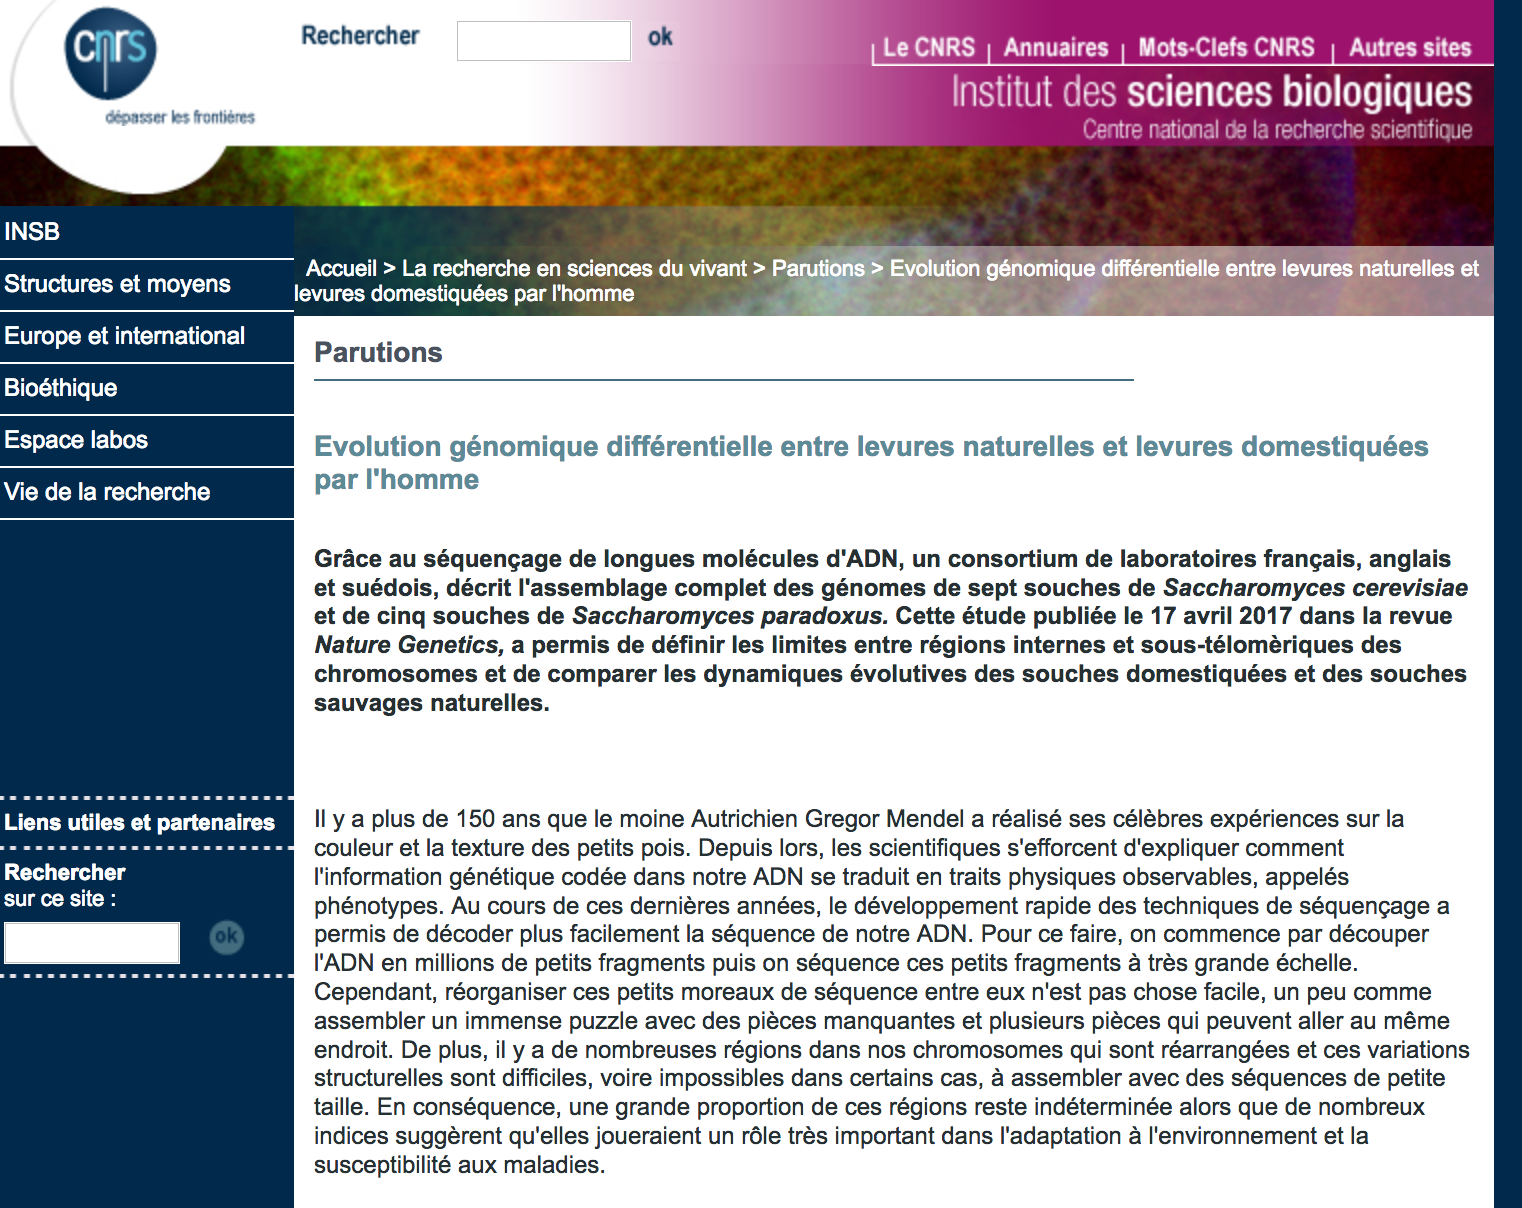 cnrs
dépasser les frontières
Rechercher
ok
Le CNRS | Annuaires | Mots-Clefs CNRS | Autres sites
Institut des sciences biologiques
Centre national de la recherche scientifique
INSB
Structures et moyens
Europe et international
Bioéthique
Espace labos
Vie de la recherche
Liens utiles et partenaires
Rechercher
sur ce site :
ok
Accueil > La recherche en sciences du vivant > Parutions > Evolution génomique différentielle entre levures naturelles et
levures domestiquées par l'homme
Parutions
Evolution génomique différentielle entre levures naturelles et levures domestiquées
par l'homme
Grâce au séquençage de longues molécules d'ADN, un consortium de laboratoires français, anglais
et suédois, décrit l'assemblage complet des génomes de sept souches de Saccharomyces cerevisiae
et de cinq souches de Saccharomyces paradoxus. Cette étude publiée le 17 avril 2017 dans la revue
Nature Genetics, a permis de définir les limites entre régions internes et sous-télomèriques des
chromosomes et de comparer les dynamiques évolutives des souches domestiquées et des souches
sauvages naturelles.
Il y a plus de 150 ans que le moine Autrichien Gregor Mendel a réalisé ses célèbres expériences sur la
couleur et la texture des petits pois. Depuis lors, les scientifiques s'efforcent d'expliquer comment
l'information génétique codée dans notre ADN se traduit en traits physiques observables, appelés
phénotypes. Au cours de ces dernières années, le développement rapide des techniques de séquençage a
permis de décoder plus facilement la séquence de notre ADN. Pour ce faire, on commence par découper
l'ADN en millions de petits fragments puis on séquence ces petits fragments à très grande échelle.
Cependant, réorganiser ces petits moreaux de séquence entre eux n'est pas chose facile, un peu comme
assembler un immense puzzle avec des pièces manquantes et plusieurs pièces qui peuvent aller au même
endroit. De plus, il y a de nombreuses régions dans nos chromosomes qui sont réarrangées et ces variations
structurelles sont difficiles, voire impossibles dans certains cas, à assembler avec des séquences de petite
taille. En conséquence, une grande proportion de ces régions reste indéterminée alors que de nombreux
indices suggèrent qu'elles joueraient un rôle très important dans l'adaptation à l'environnement et la
susceptibilité aux maladies.